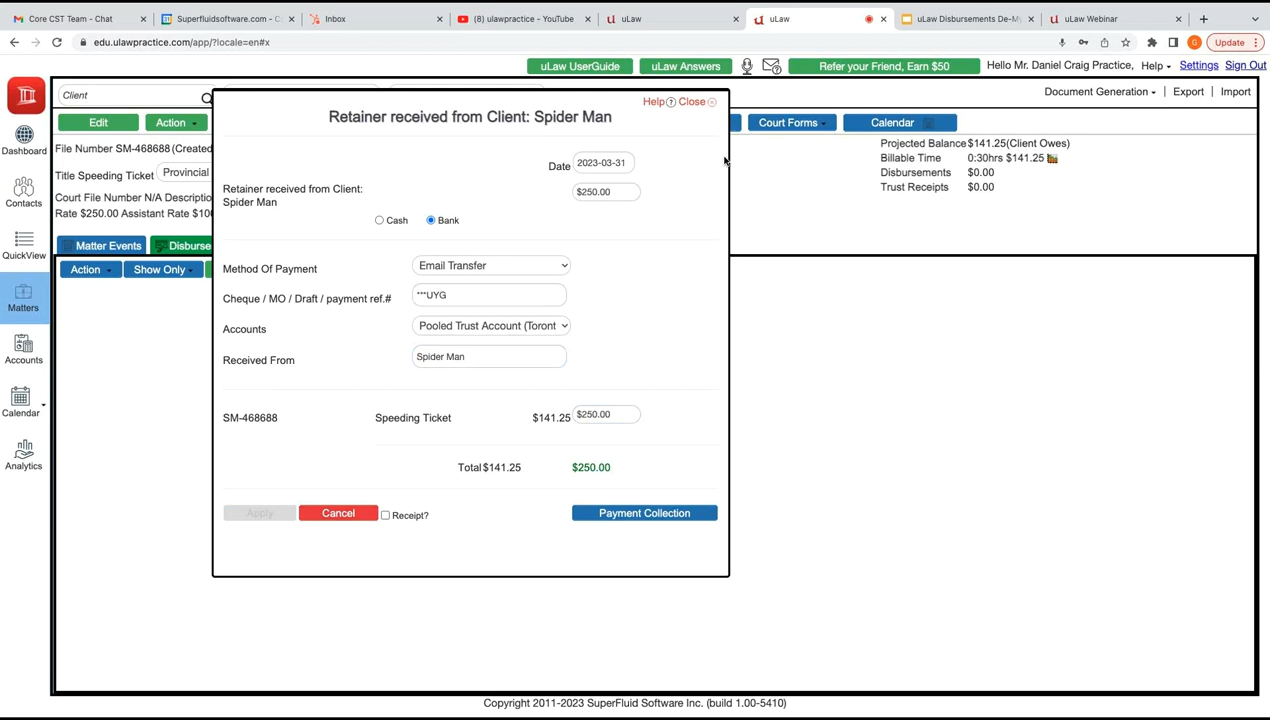 Core CST Team - Chat
Superfluidsoftware.com - C
Inbox
(8) ulawpractice - YouTube
uLaw
uLaw
uLaw Disbursements De-My
uLaw Webinar
edu.ulawpractice.com/app/?locale=en#x
G
Update
uLaw UserGuide
uLaw Answers
Refer your Friend, Earn $50
Hello Mr. Daniel Craig Practice,
Help
Settings
Sign Out
Client
Document Generation
Export
Import
Edit
Action
Court Forms
Calendar
File Number SM-468688(Created
Title Speeding Ticket
Provincial
Court File Number N/A Descriptio
Rate $250.00 Assistant Rate $10
Projected Balance $141.25(Client Owes)
Billable Time 0:30hrs $141.25
Disbursements $0.00
Trust Receipts $0.00
Dashboard
Contacts
QuickView
Matters
Accounts
Calendar
Analytics
Matter Events
Disburse
Action
Show Only
Help Close
Retainer received from Client: Spider Man
Date 2023-03-31
Retainer received from Client:
Spider Man
$250.00
Cash
Bank
Method Of Payment
Email Transfer
Cheque / MO / Draft / payment ref.#
***UYG
Accounts
Pooled Trust Account (Toront
Received From
Spider Man
SM-468688
Speeding Ticket
$141.25
$250.00
Total $141.25
$250.00
Apply
Cancel
Receipt?
Payment Collection
Copyright 2011-2023 SuperFluid Software Inc. (build 1.00-5410)